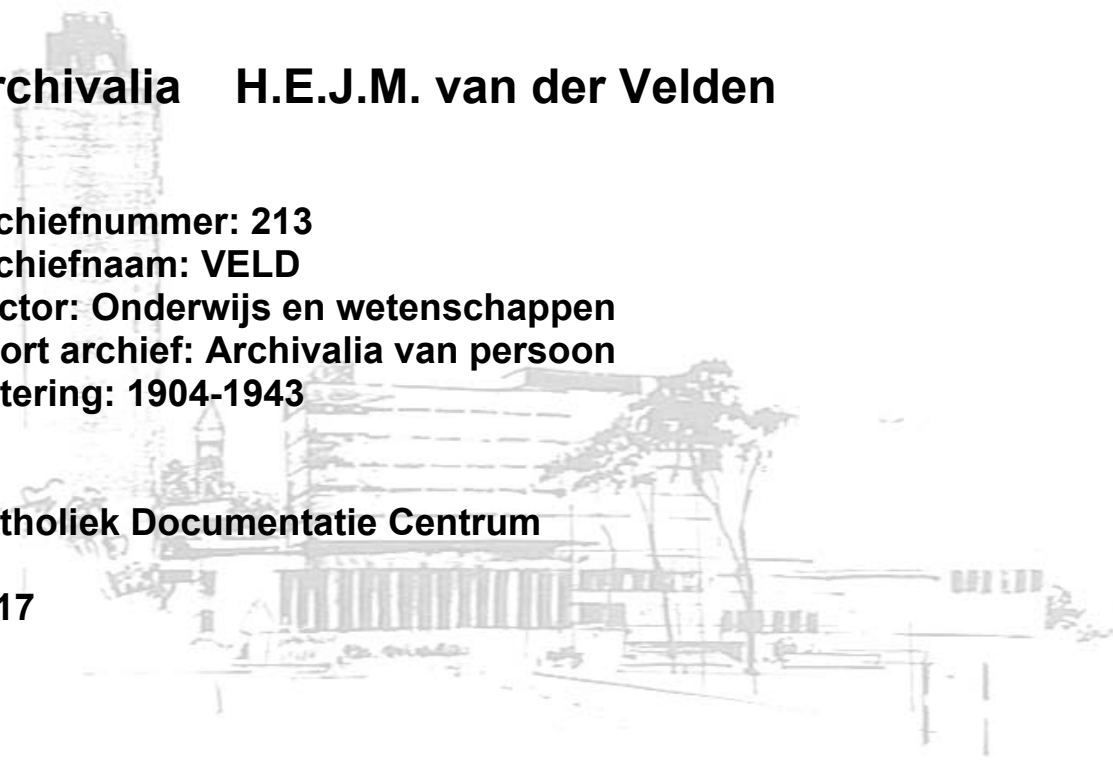 rchivalia H.E.J.M. van der Velden
chiefnummer: 213
chiefnaam: VELD
ctor: Onderwijs en wetenschappen
ort archief: Archivalia van persoon
tering: 1904-1943
tholiek Documentatie Centrum
17